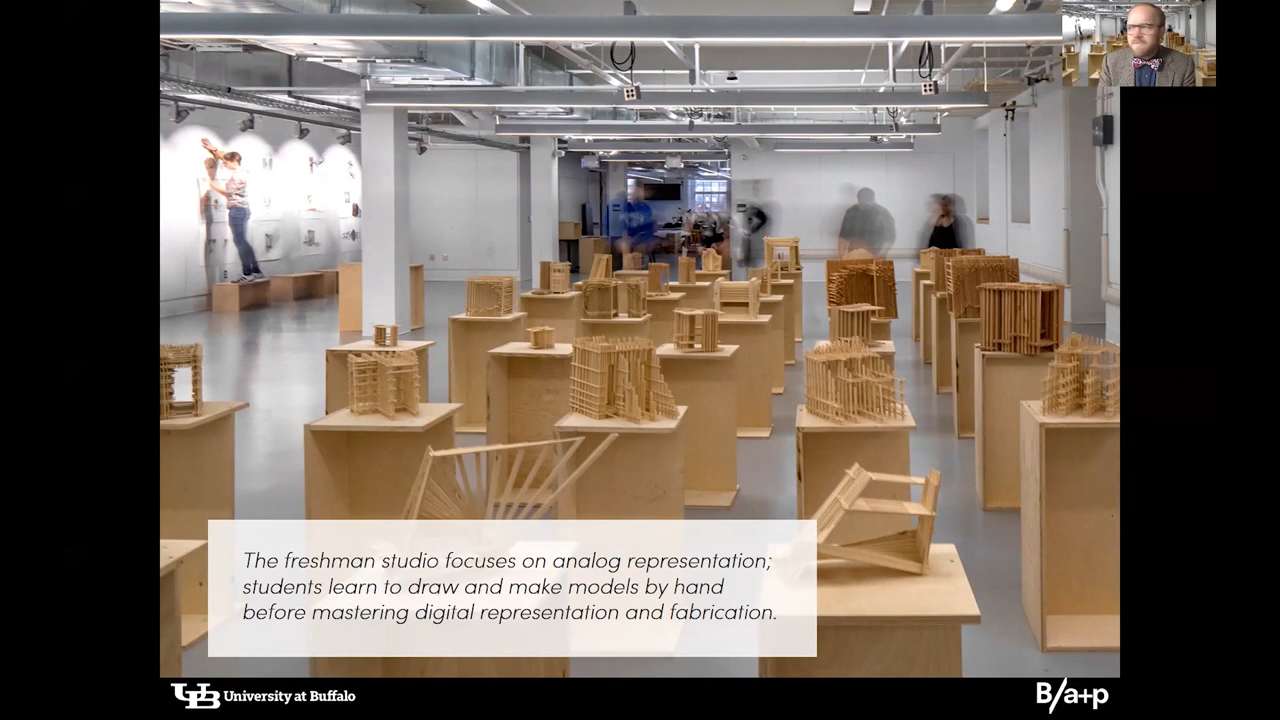 The freshman studio focuses on analog representation;
students learn to draw and make models by hand
before mastering digital representation and fabrication.
UB University at Buffalo
B/a+p